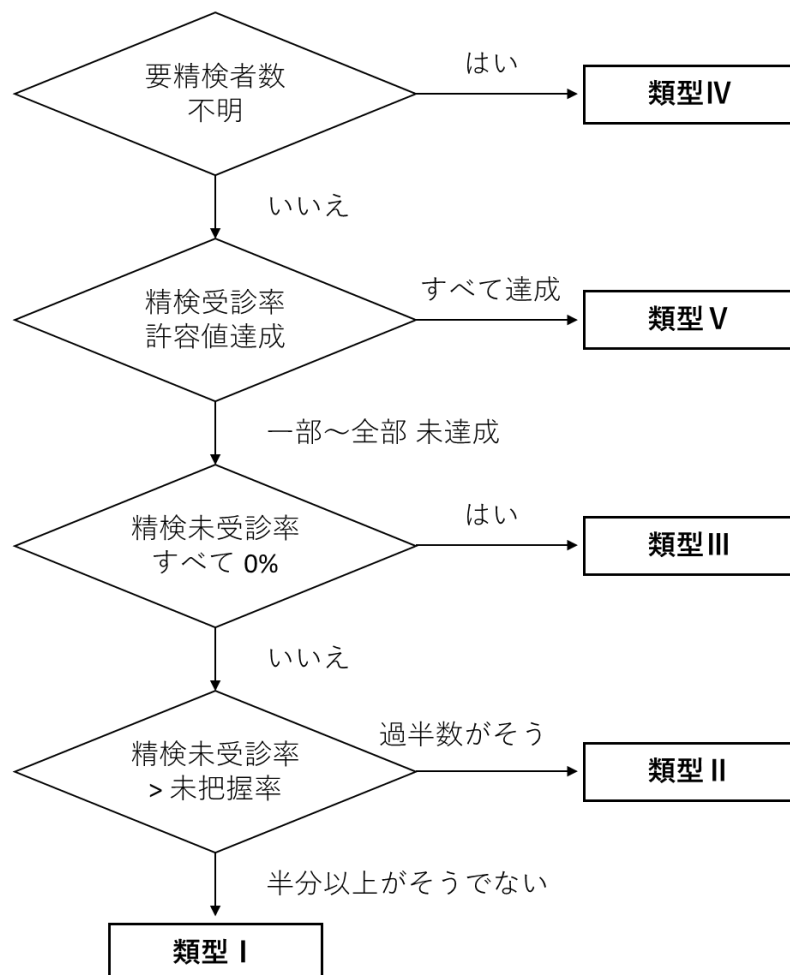 要精検者数
不明
はい
類型Ⅳ
いいえ
精検受診率
許容値達成
すべて達成
類型Ⅴ
一部～全部 未達成
精検未受診率
すべて 0%
はい
類型Ⅲ
いいえ
精検未受診率
> 未把握率
過半数がそう
類型Ⅱ
半分以上がそうでない
類型Ⅰ